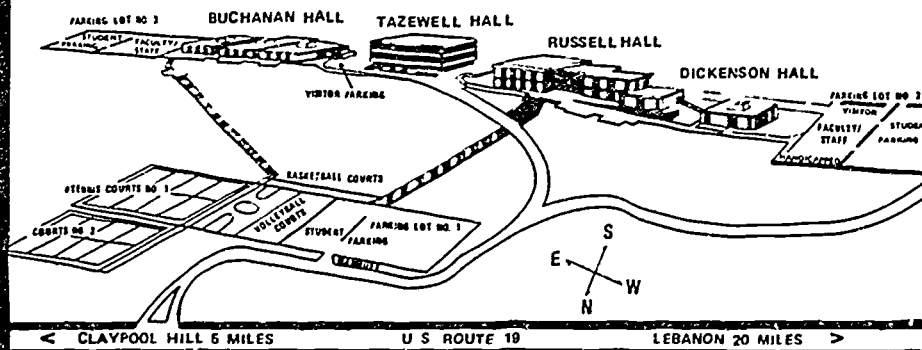 PARKING LOT NO 3
BUCHANAN HALL
TAZEWELL HALL
STUDENT
PARKING
FACULTY/
STAFF
VISITOR PARKING
RUSSELL HALL
DICKENSON HALL
PARKING LOT NO. 2
VISITOR
FACULTY/
STAFF
STUDENT
PARKING
HANDICAPPED
BASKETBALL COURTS
TENNIS COURTS NO 1
COURTS NO 2
VOLLEYBALL
COURTS
STUDENT
PARKING
PARKING LOT NO. 1
S
E
W
N
< CLAYPOOL HILL 6 MILES
U S ROUTE 19
LEBANON 20 MILES >